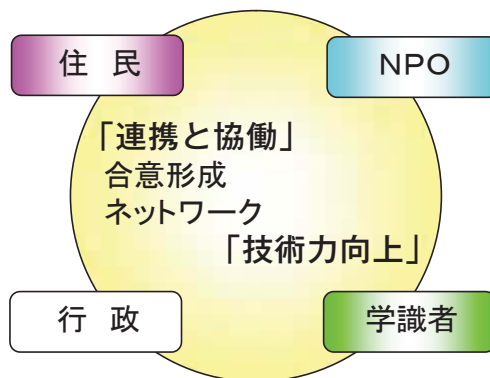 住 民
NPO
「連携と協働」
合意形成
ネットワーク
「技術力向上」
行 政
学識者